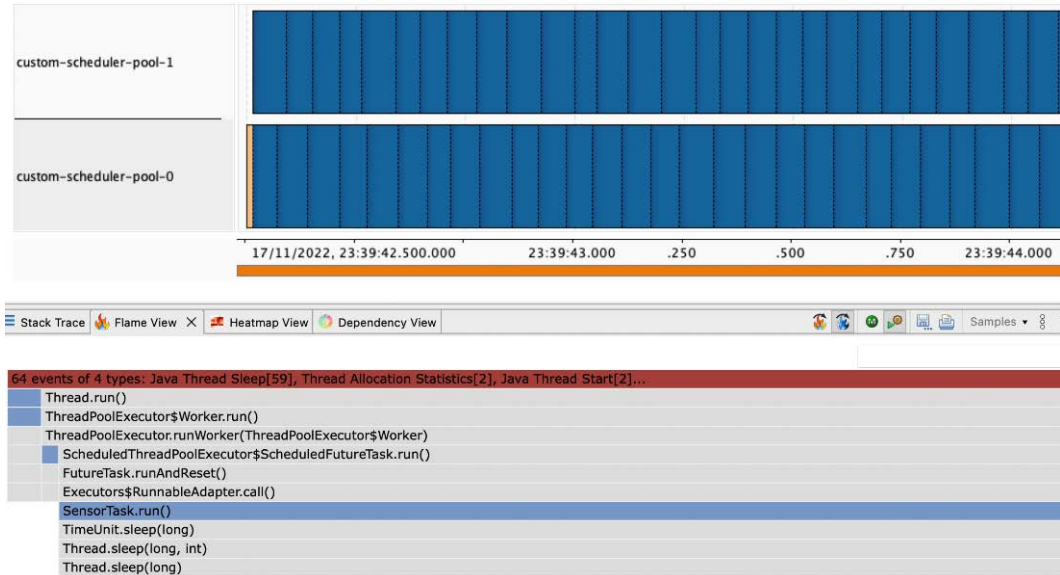 custom-scheduler-pool-1
custom-scheduler-pool-0
17/11/2022, 23:39:42.500.000 23:39:43.000 .250 .500 .750 23:39:44.000
Stack Trace Flame View Heatmap View Dependency View Samples
64 events of 4 types: Java Thread Sleep[59], Thread Allocation Statistics[2], Java Thread Start[2]...
Thread.run()
ThreadPoolExecutor$Worker.run()
ThreadPoolExecutor.runWorker(ThreadPoolExecutor$Worker)
ScheduledThreadPoolExecutor$ScheduledFutureTask.run()
FutureTask.runAndReset()
Executors$RunnableAdapter.call()
SensorTask.run()
TimeUnit.sleep(long)
Thread.sleep(long, int)
Thread.sleep(long)